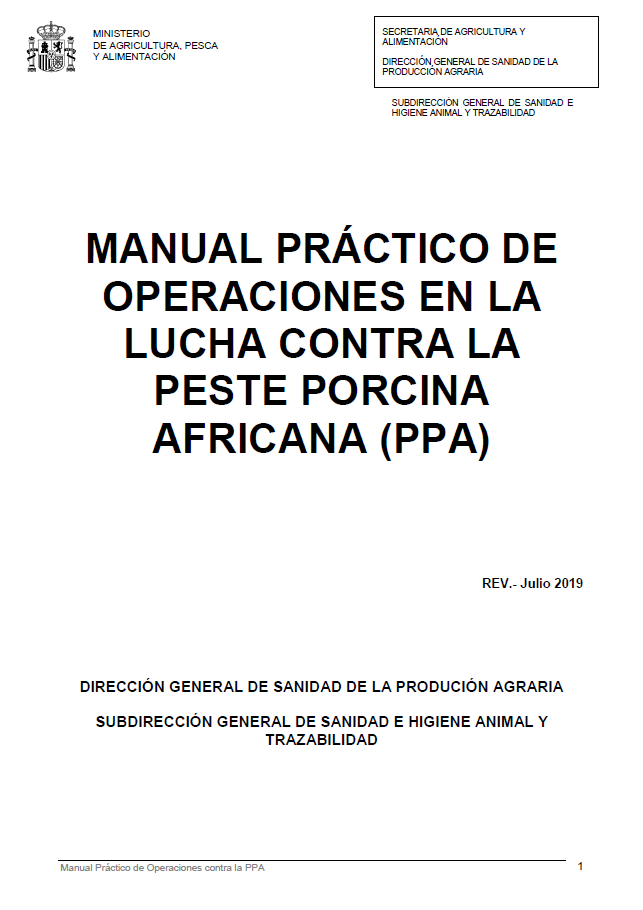 MINISTERIO
DE AGRICULTURA, PESCA
Y ALIMENTACIÓN
SECRETARIA DE AGRICULTURA Y
ALIMENTACIÓN
DIRECCIÓN GENERAL DE SANIDAD DE LA
PRODUCCIÓN AGRARIA
SUBDIRECCIÓN GENERAL DE SANIDAD E
HIGIENE ANIMAL Y TRAZABILIDAD
MANUAL PRÁCTICO DE
OPERACIONES EN LA
LUCHA CONTRA LA
PESTE PORCINA
AFRICANA (PPA)
REV.- Julio 2019
DIRECCIÓN GENERAL DE SANIDAD DE LA PRODUCIÓN AGRARIA
SUBDIRECCIÓN GENERAL DE SANIDAD E HIGIENE ANIMAL Y
TRAZABILIDAD
Manual Práctico de Operaciones contra la PPA
1